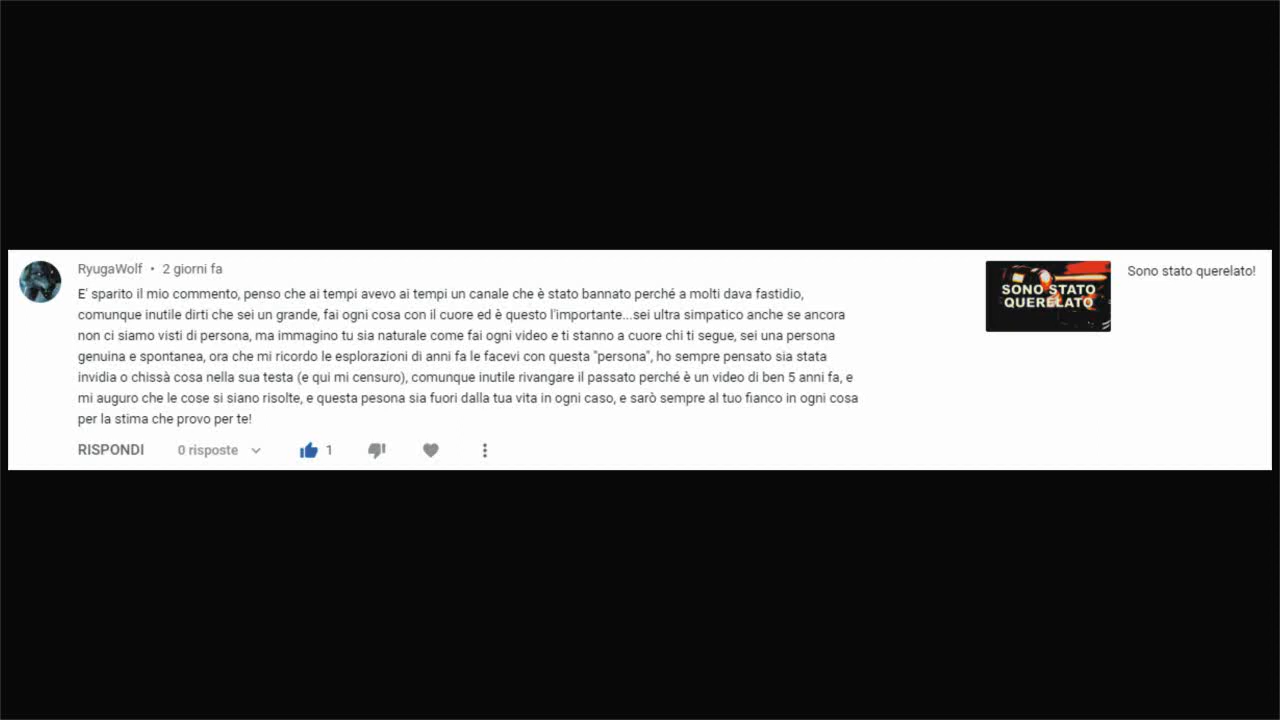 RyugaWolf • 2 giorni fa
E' sparito il mio commento, penso che ai tempi avevo ai tempi un canale che è stato bannato perché a molti dava fastidio,
comunque inutile dirti che sei un grande, fai ogni cosa con il cuore ed è questo l'importante...sei ultra simpatico anche se ancora
non ci siamo visti di persona, ma immagino tu sia naturale come fai ogni video e ti stanno a cuore chi ti segue, sei una persona
genuina e spontanea, ora che mi ricordo le esplorazioni di anni fa le facevi con questa "persona", ho sempre pensato sia stata
invidia o chissà cosa nella sua testa (e qui mi censuro), comunque inutile rivangare il passato perché è un video di ben 5 anni fa, e
mi auguro che le cose si siano risolte, e questa pesona sia fuori dalla tua vita in ogni caso, e sarò sempre al tuo fianco in ogni cosa
per la stima che provo per te!
RISPONDI 0 risposte 1
SONO STATO
QUERELATO
Sono stato querelato!